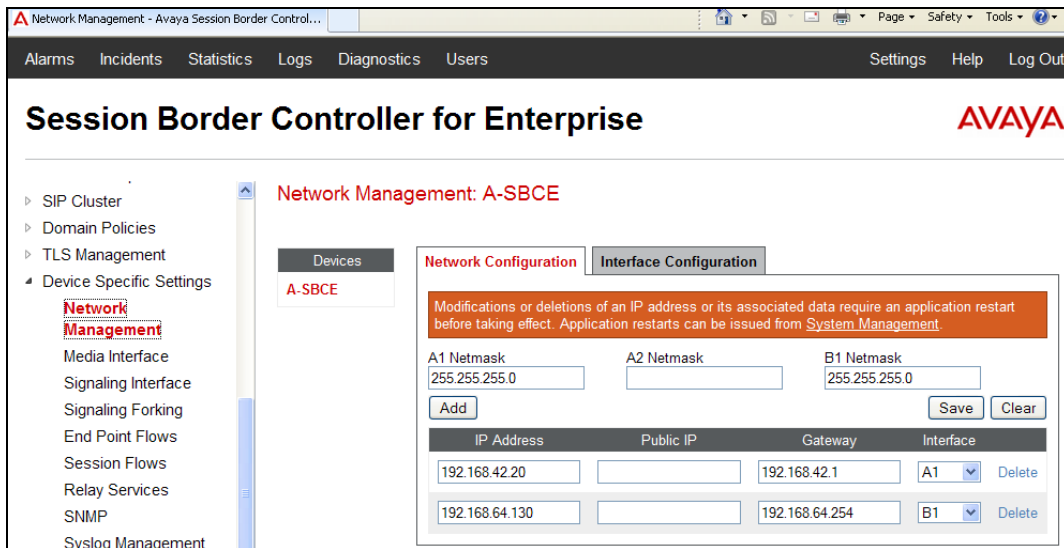 Network Management - Avaya Session Border Control...
Page
Safety
Tools
Alarms Incidents Statistics Logs Diagnostics Users Settings Help Log Out
Session Border Controller for Enterprise
AVAYA
SIP Cluster
Domain Policies
TLS Management
Device Specific Settings
Network
Management
Media Interface
Signaling Interface
Signaling Forking
End Point Flows
Session Flows
Relay Services
SNMP
Syslog Management
Network Management: A-SBCE
Devices
A-SBCE
Network Configuration
Interface Configuration
Modifications or deletions of an IP address or its associated data require an application restart
before taking effect. Application restarts can be issued from System Management.
A1 Netmask A2 Netmask B1 Netmask
255.255.255.0 255.255.255.0
Add Save Clear
IP Address Public IP Gateway Interface
192.168.42.20 192.168.42.1 A1 Delete
192.168.64.130 192.168.64.254 B1 Delete